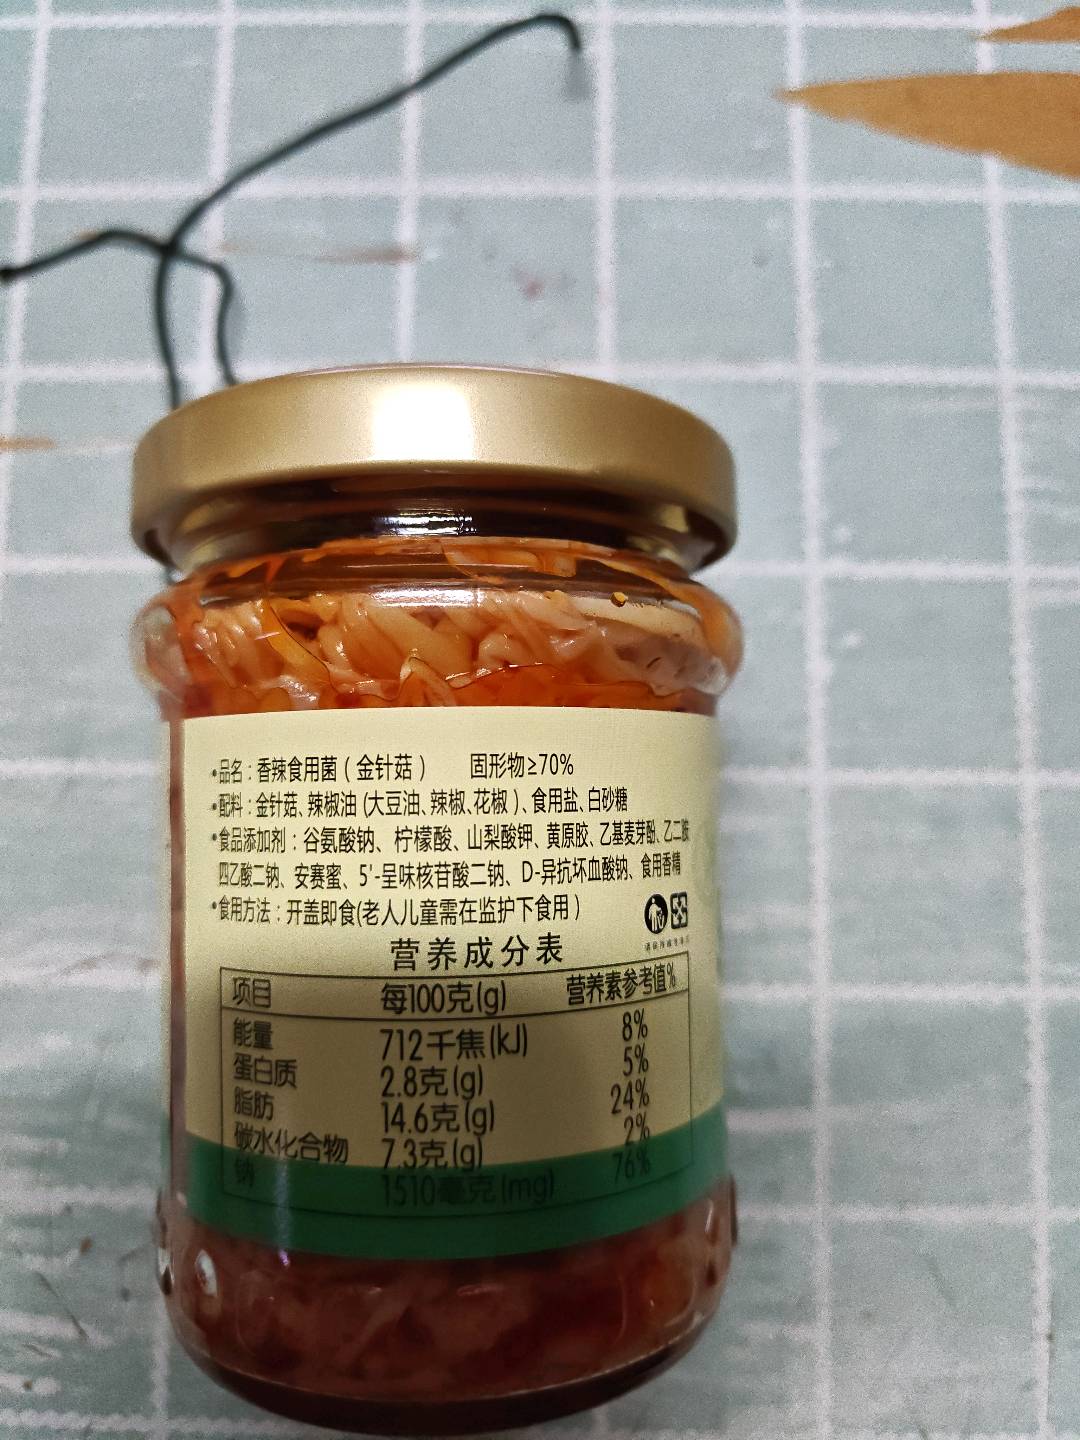 •品名：香辣食用菌（金针菇） 固形物≥70%
•配料：金针菇、辣椒油（大豆油、辣椒、花椒）、食用盐、白砂糖
•食品添加剂：谷氨酸钠、柠檬酸、山梨酸钾、黄原胶、乙基麦芽酚、乙二胺
四乙酸二钠、安赛蜜、5'-呈味核苷酸二钠、D-异抗坏血酸钠、食用香精
•食用方法：开盖即食(老人儿童需在监护下食用）
营养成分表
项目 每100克(g) 营养素参考值%
能量 712千焦(kJ) 8%
蛋白质 2.8克(g) 5%
脂肪 14.6克(g) 24%
碳水化合物 7.3克(g) 2%
钠 1510毫克(mg) 76%